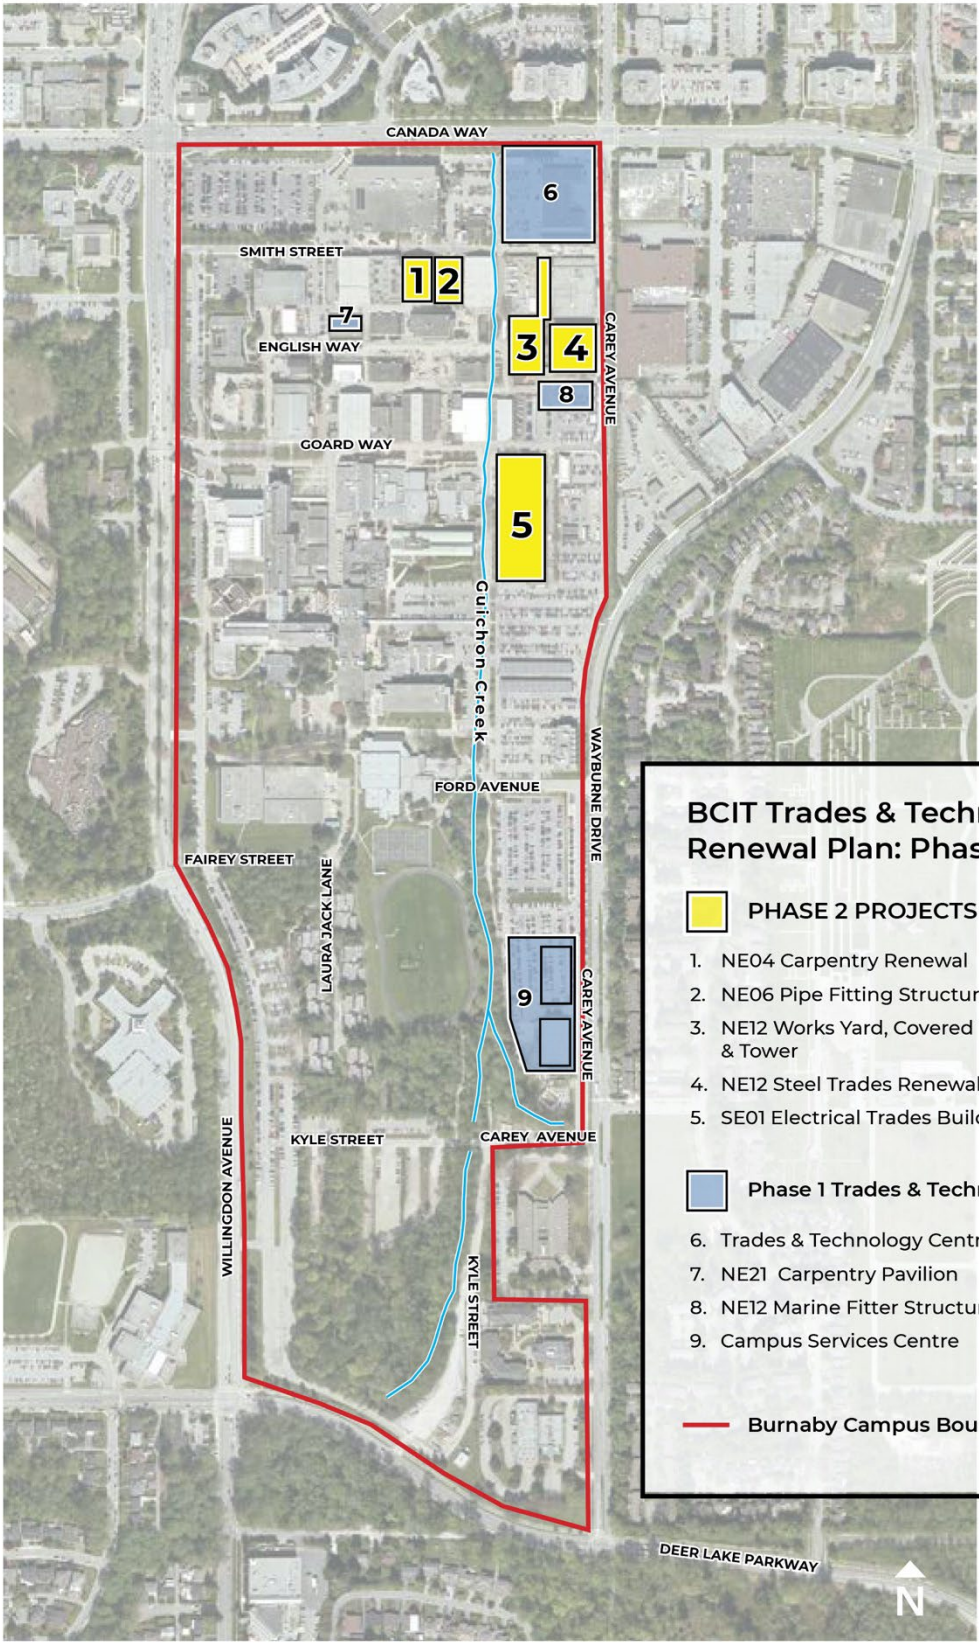 CANADA WAY
6
SMITH STREET
1
2
7
ENGLISH WAY
3
4
CAREY AVENUE
8
GOARD WAY
5
Guichon Creek
WAYBURNE DRIVE
FORD AVENUE
FAIREY STREET
LAURA JACK LANE
9
CAREY AVENUE
KYLE STREET
CAREY AVENUE
WILLINGDON AVENUE
KYLE STREET
DEER LAKE PARKWAY
N
BCIT Trades & Techn
Renewal Plan: Phas
PHASE 2 PROJECTS
1. NE04 Carpentry Renewal
2. NE06 Pipe Fitting Structur
3. NE12 Works Yard, Covered
& Tower
4. NE12 Steel Trades Renewal
5. SE01 Electrical Trades Build
Phase 1 Trades & Techn
6. Trades & Technology Centr
7. NE21 Carpentry Pavilion
8. NE12 Marine Fitter Structur
9. Campus Services Centre
Burnaby Campus Bou